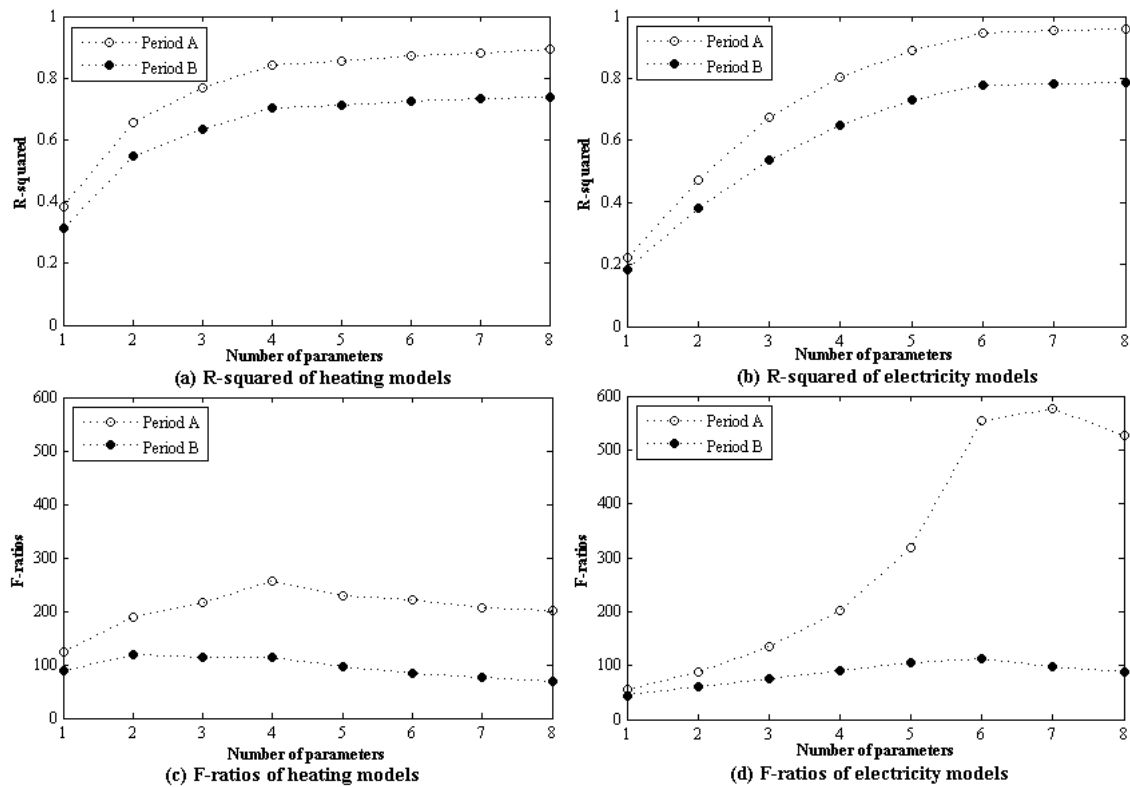 Period A
Period B
1
0.8
0.6
0.4
0.2
0
R-squared
1 2 3 4 5 6 7 8
Number of parameters
(a) R-squared of heating models
Period A
Period B
1
0.8
0.6
0.4
0.2
0
R-squared
1 2 3 4 5 6 7 8
Number of parameters
(b) R-squared of electricity models
Period A
Period B
600
500
400
300
200
100
0
F-ratios
1 2 3 4 5 6 7 8
Number of parameters
(c) F-ratios of heating models
Period A
Period B
600
500
400
300
200
100
0
F-ratios
1 2 3 4 5 6 7 8
Number of parameters
(d) F-ratios of electricity models